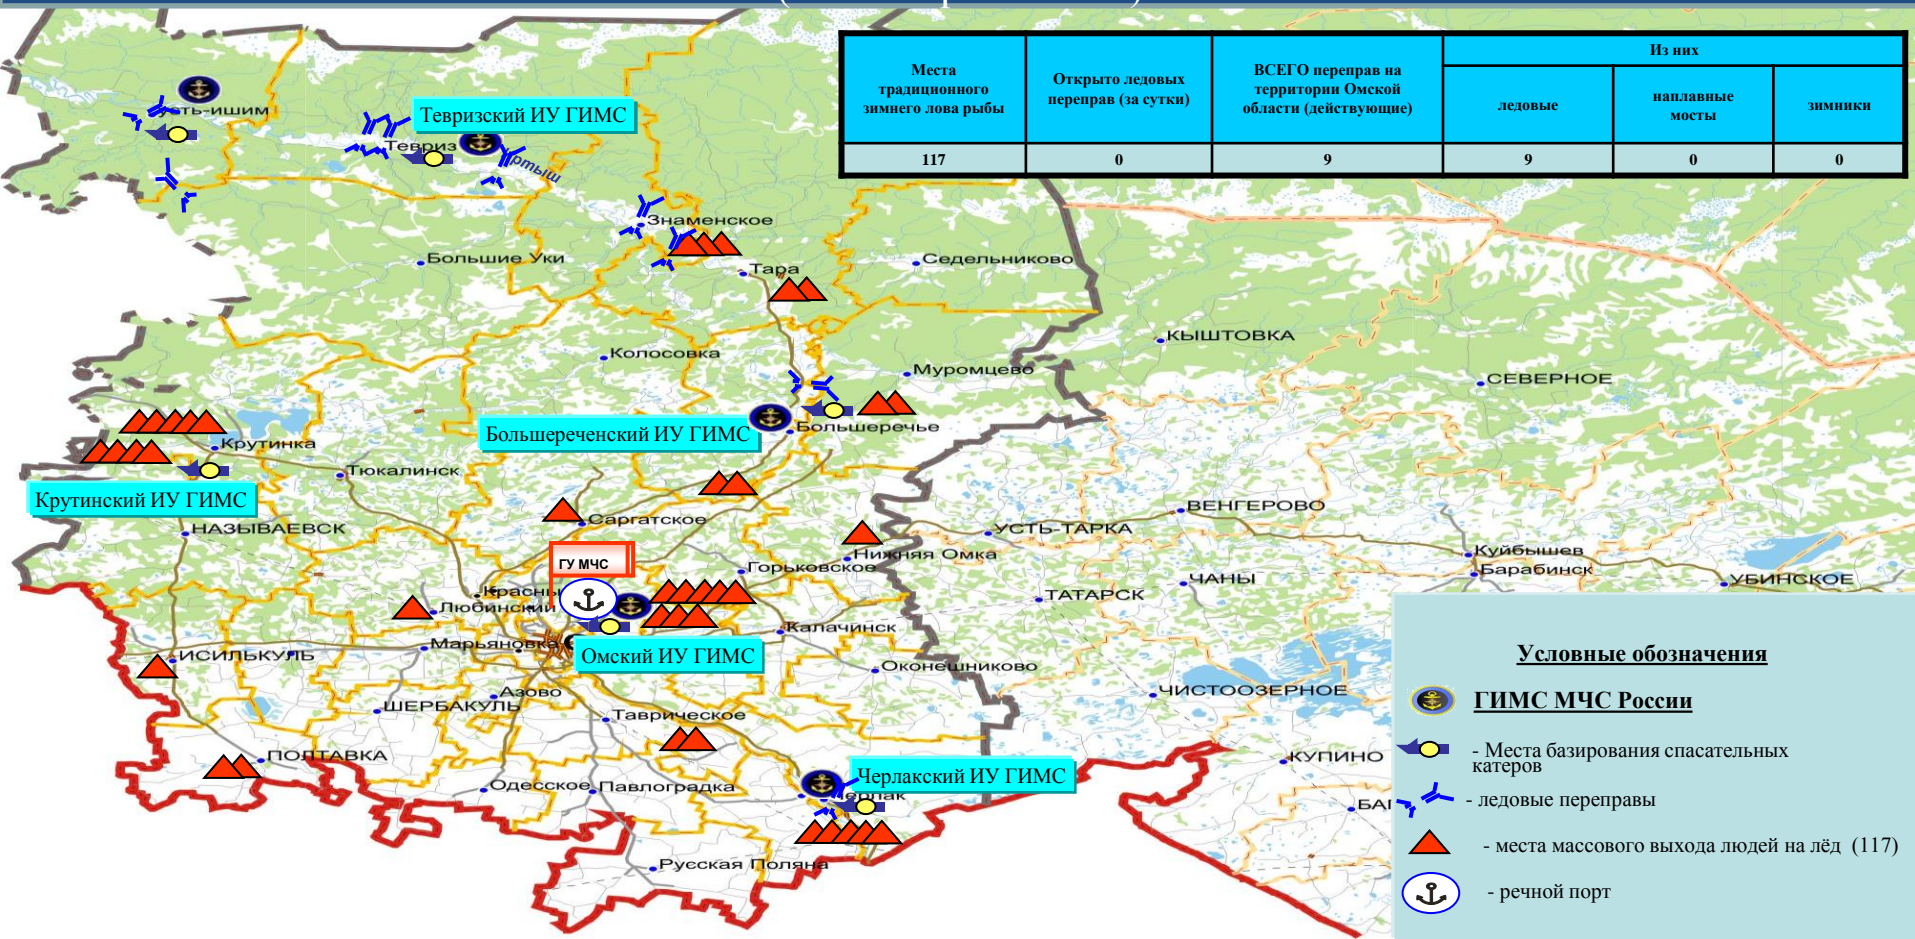 Места
традиционного
зимнего лова рыбы
Открыто ледовых
переправ (за сутки)
ВСЕГО переправ на
территории Омской
области (действующие)
Из них
ледовые
наплавные
мосты
зимники
117
0
9
9
0
0
Тевризский ИУ ГИМС
Тевриз
Знаменское
Большие Уки
Тара
Седельниково
КЫШТОВКА
Колосовка
Муромцево
СЕВЕРНОЕ
Большереченский ИУ ГИМС
Большеречье
Крутинка
Тюкалинск
Крутинский ИУ ГИМС
НАЗЫВАЕВСК
Саргатское
ВЕНГЕРОВО
УСТЬ-ТАРКА
Нижняя Омка
Куйбышев
Барабинск
ГУ МЧС
Горьковское
ЧАНЫ
УБИНСКОЕ
Любинский
ТАТАРСК
Марьяновка
Калачинск
ИСИЛЬКУЛЬ
Омский ИУ ГИМС
Оконешниково
ЧИСТООЗЕРНОЕ
Азово
ШЕРБАКУЛЬ
Таврическое
ПОЛТАВКА
КУПИНО
Одесское
Павлоградка
Черлакский ИУ ГИМС
Русская Поляна
Условные обозначения
ГИМС МЧС России
- Места базирования спасательных
катеров
- ледовые переправы
- места массового выхода людей на лёд (117)
- речной порт